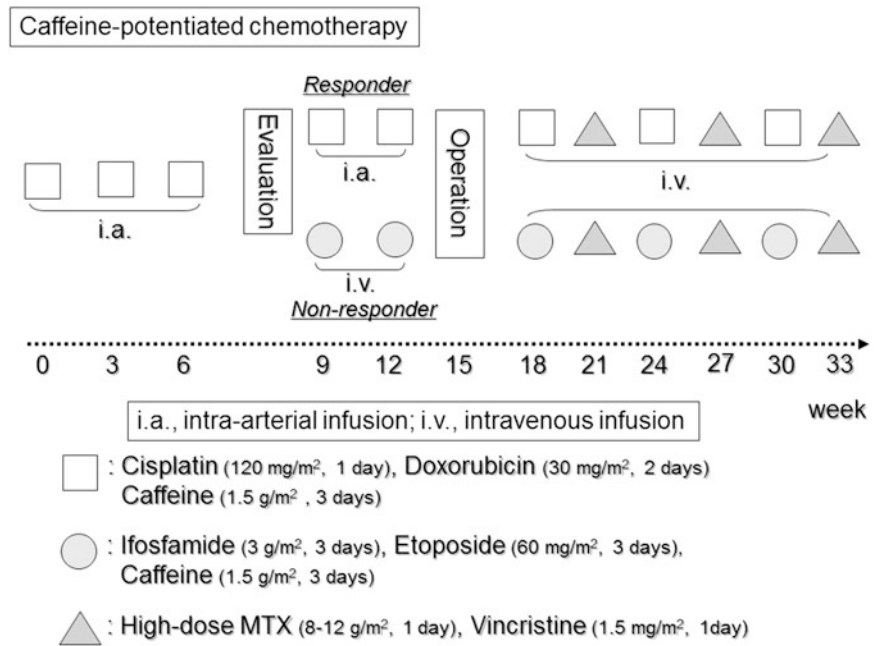 Caffeine-potentiated chemotherapy
Responder
Evaluation
i.a.
Operation
i.a.
i.v.
i.v.
Non-responder
0 3 6 9 12 15 18 21 24 27 30 33
week
i.a., intra-arterial infusion; i.v., intravenous infusion
: Cisplatin (120 mg/m², 1 day), Doxorubicin (30 mg/m², 2 days)
Caffeine (1.5 g/m² , 3 days)
: Ifosfamide (3 g/m², 3 days), Etoposide (60 mg/m², 3 days),
Caffeine (1.5 g/m², 3 days)
: High-dose MTX (8-12 g/m², 1 day), Vincristine (1.5 mg/m², 1day)